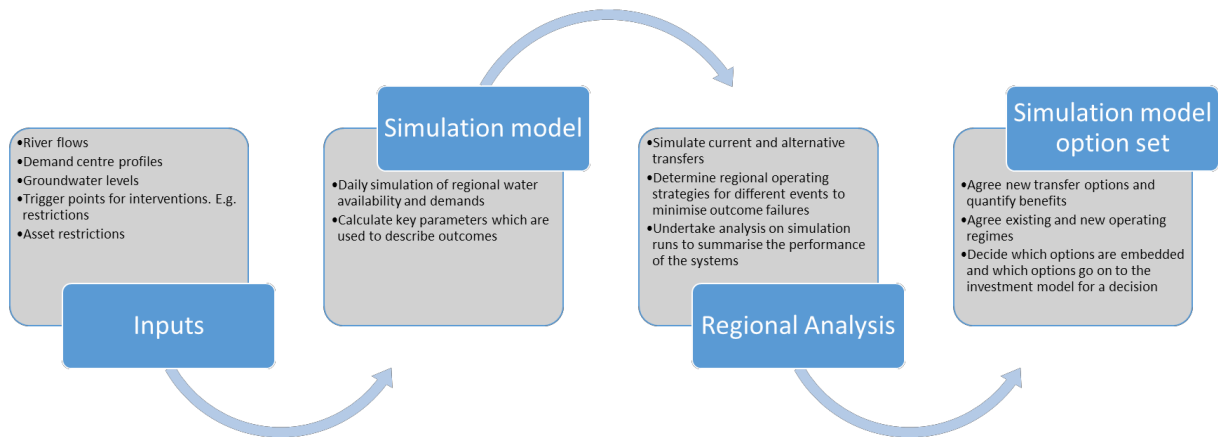 Inputs
•River flows
•Demand centre profiles
•Groundwater levels
•Trigger points for interventions. E.g.
restrictions
•Asset restrictions
Simulation model
•Daily simulation of regional water
availability and demands
•Calculate key parameters which are
used to describe outcomes
Regional Analysis
•Simulate current and alternative
transfers
•Determine regional operating
strategies for different events to
minimise outcome failures
•Undertake analysis on simulation
runs to summarise the performance
of the systems
Simulation model
option set
•Agree new transfer options and
quantify benefits
•Agree existing and new operating
regimes
•Decide which options are embedded
and which options go on to the
investment model for a decision